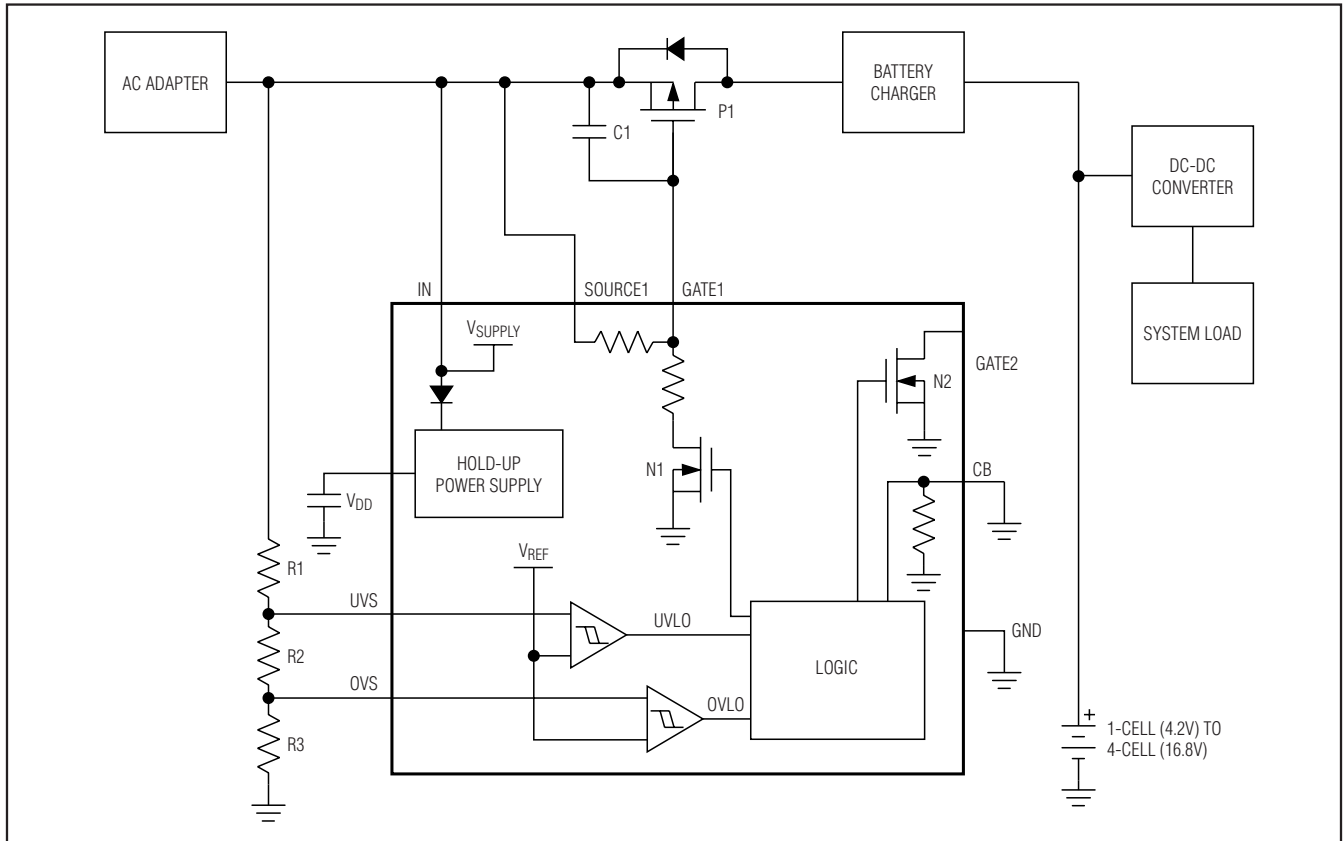 AC ADAPTER
BATTERY
CHARGER
P1
C1
DC-DC
CONVERTER
SYSTEM LOAD
IN
SOURCE1
GATE1
VSUPPLY
GATE2
N2
HOLD-UP
POWER SUPPLY
N1
CB
VDD
VREF
R1
UVS
UVLO
GND
R2
LOGIC
OVS
OVLO
R3
+
1-CELL (4.2V) TO
4-CELL (16.8V)